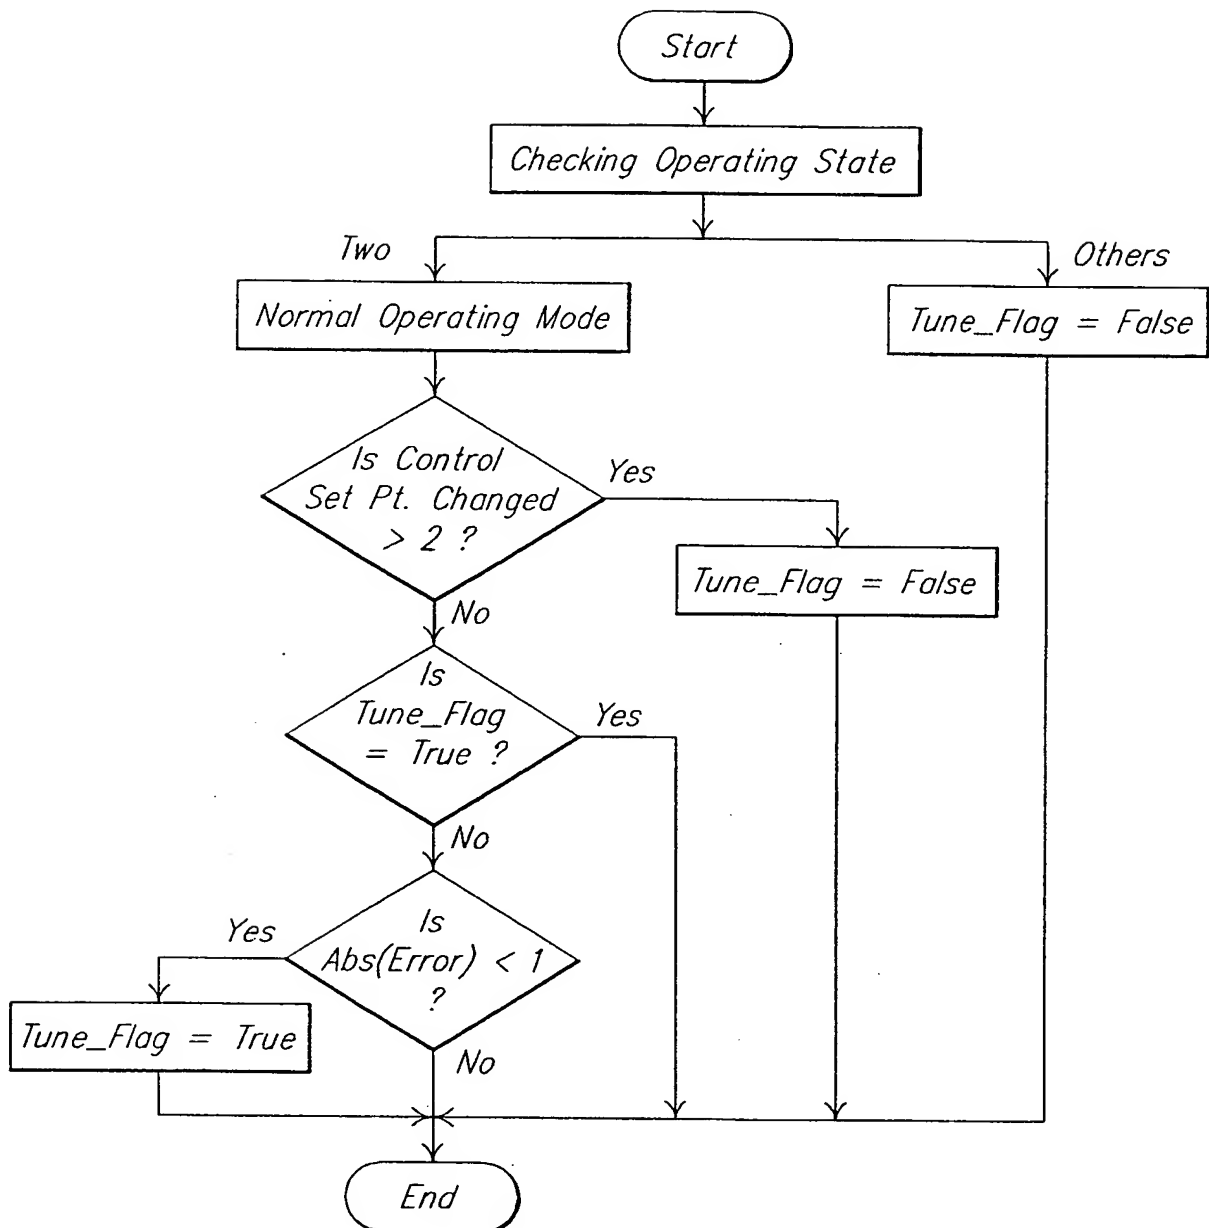 Start
Checking Operating State
Two
Others
Normal Operating Mode
Tune_Flag = False
Is Control
Set Pt. Changed
> 2 ?
Yes
Tune_Flag = False
No
Is
Tune_Flag
= True ?
Yes
No
Is
Abs(Error) < 1
?
Yes
Tune_Flag = True
No
End